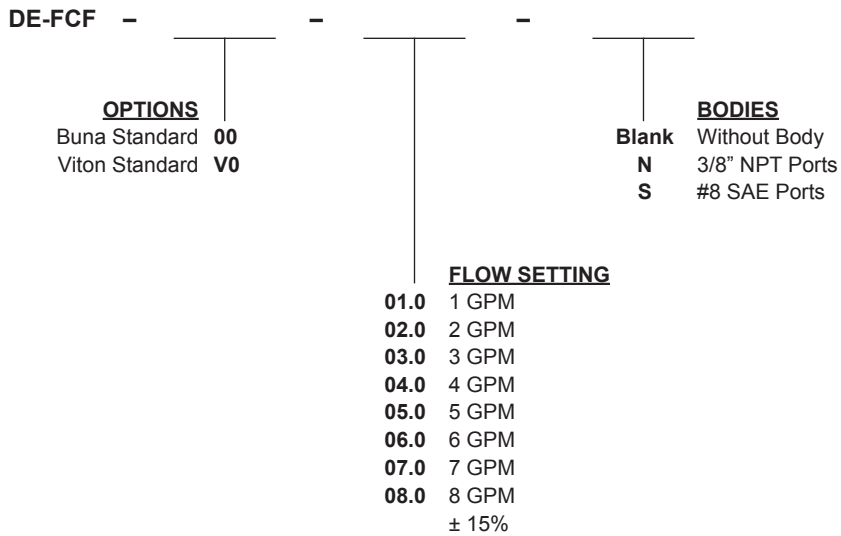 DE-FCF – – –
OPTIONS
Buna Standard 00
Viton Standard V0
BODIES
Blank Without Body
N 3/8” NPT Ports
S #8 SAE Ports
FLOW SETTING
01.0 1 GPM
02.0 2 GPM
03.0 3 GPM
04.0 4 GPM
05.0 5 GPM
06.0 6 GPM
07.0 7 GPM
08.0 8 GPM
± 15%